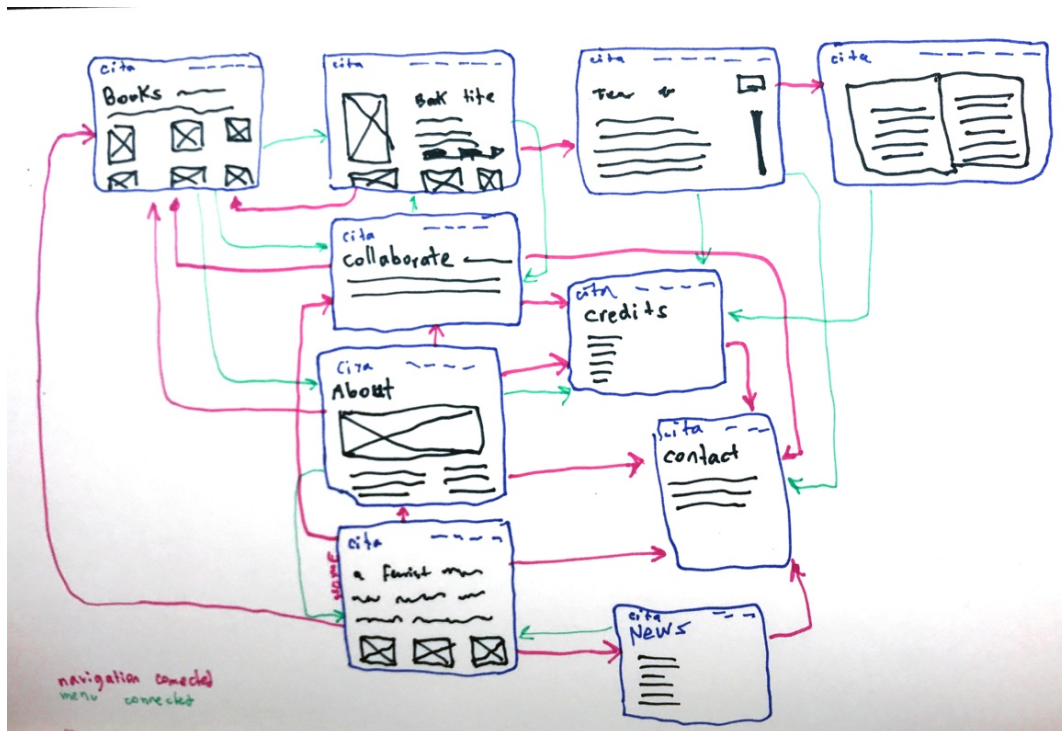 cita
Books
cita
Book title
cita
cita
cita
collaborate
cita
credits
cita
About
cita
contact
cita
a
HOME
cita
News
navigation connected
menu connected